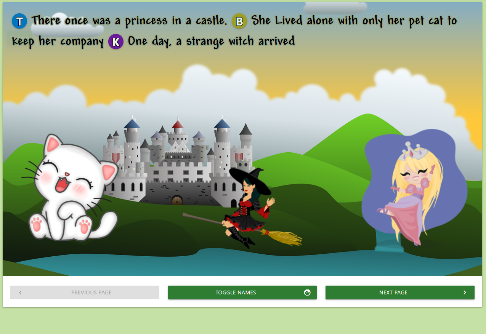 T There once was a princess in a castle. B She Lived alone with only her pet cat to
keep her company K One day, a strange witch arrived
PREVIOUS PAGE TOGGLE NAMES NEXT PAGE